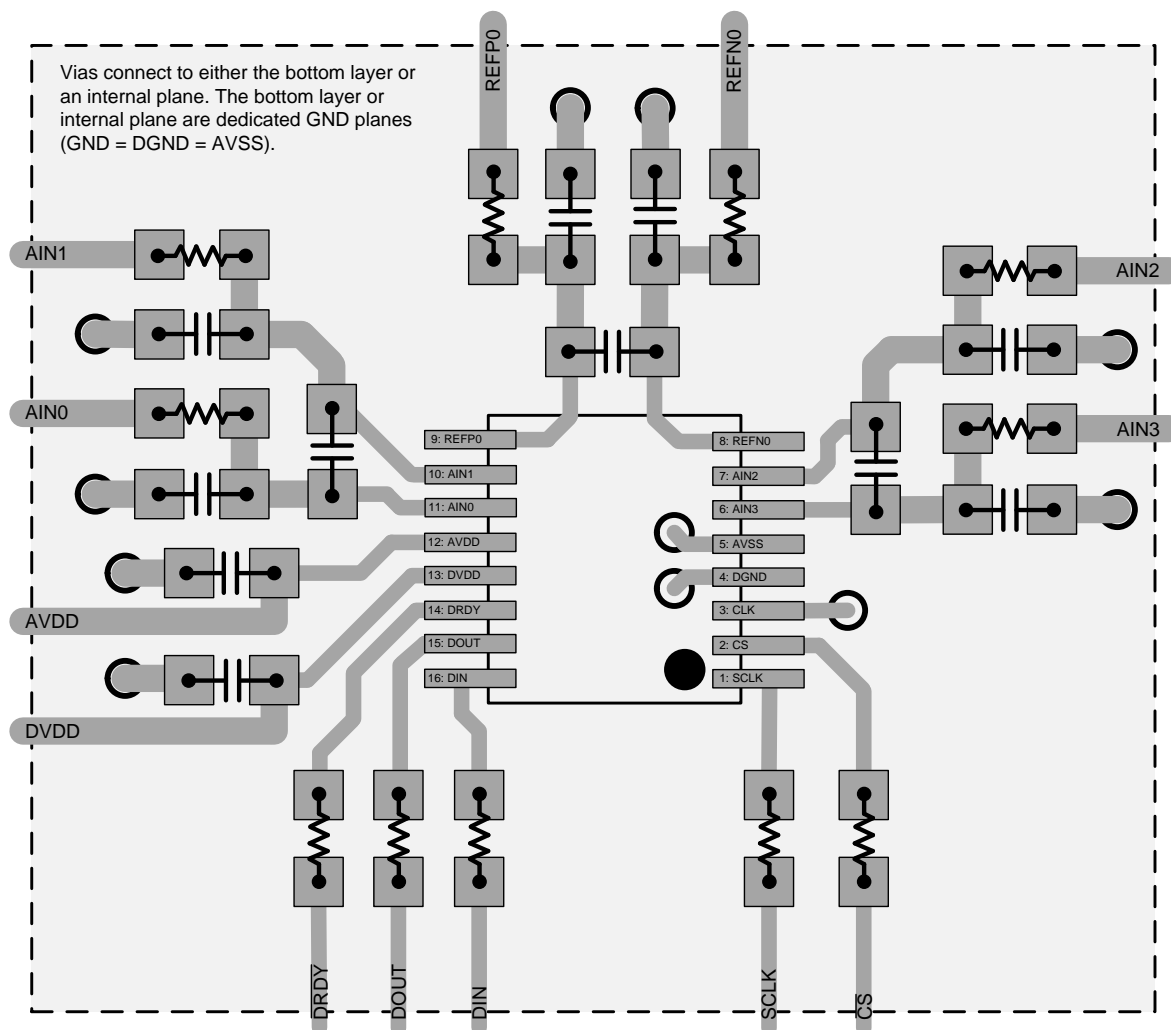 REFP0
REFN0
Vias connect to either the bottom layer or
an internal plane. The bottom layer or
internal plane are dedicated GND planes
(GND = DGND = AVSS).
AIN1
AIN2
AIN0
AIN3
9: REFP0
8: REFN0
10: AIN1
7: AIN2
11: AIN0
6: AIN3
12: AVDD
5: AVSS
13: DVDD
4: DGND
14: DRDY
3: CLK
15: DOUT
2: CS
16: DIN
1: SCLK
AVDD
DVDD
D̅R̅D̅Y̅
DOUT
DIN
SCLK
C̅S̅